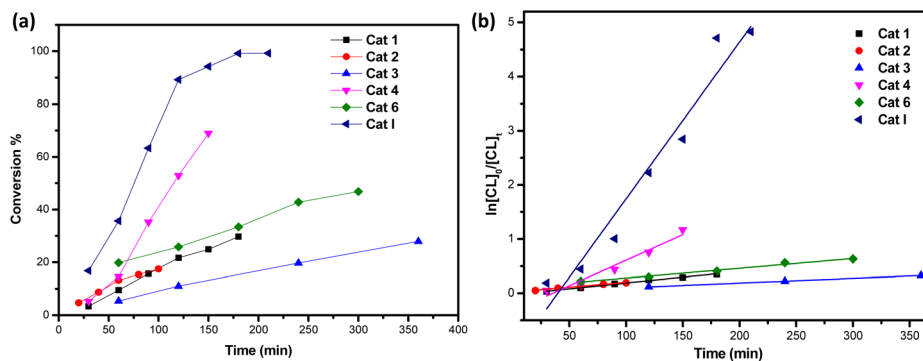 (a)
Conversion %
100
80
60
40
20
0
Cat 1
Cat 2
Cat 3
Cat 4
Cat 6
Cat I
0 50 100 150 200 250 300 350 400
Time (min)
(b)
ln[CL]0/[CL]t
5
4
3
2
1
0
Cat 1
Cat 2
Cat 3
Cat 4
Cat 6
Cat I
50 100 150 200 250 300 350
Time (min)